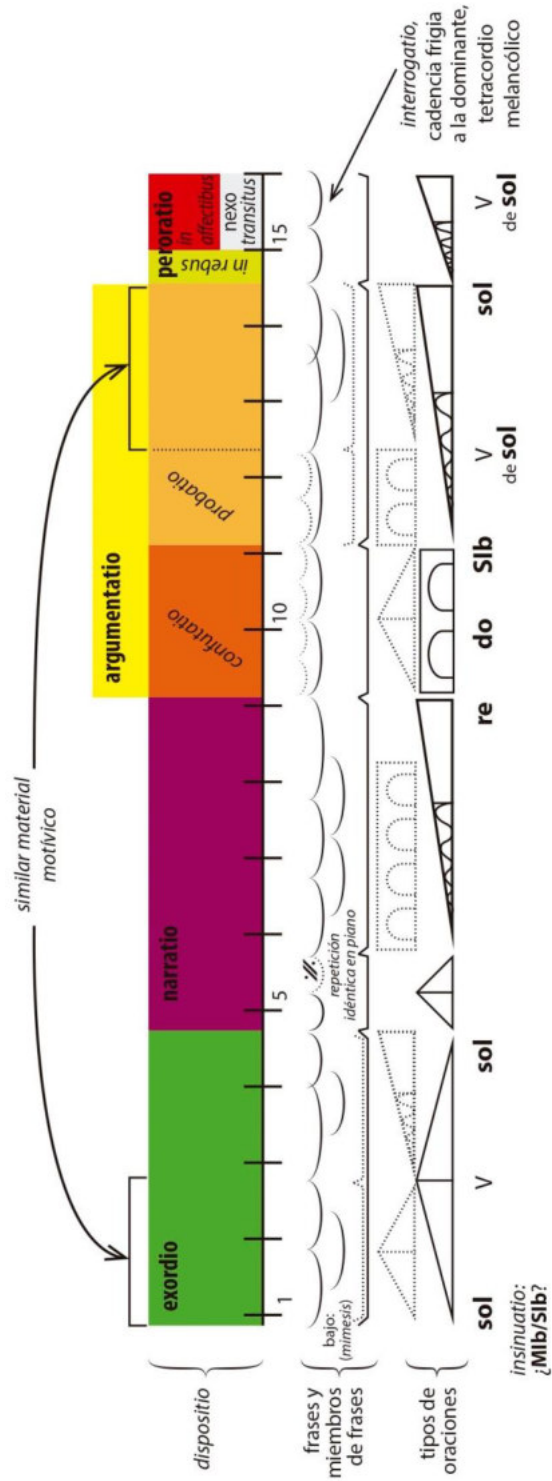 similar material
motívico
argumentatio
peroratio
exordio
narratio
confutatio
probatio
in rebus
in
affectibus
nexo
transitus
dispositio
1
5
10
15
frases y
miembros
de frases
bajo:
(mimesis)
repetición
idéntica en piano
interrogatio,
cadencia frigia
a la dominante,
tetracordio
melancólico
tipos de
oraciones
sol
V
sol
re
do
SIb
V
de sol
sol
V
de sol
insinuatio:
¿MIb/SIb?